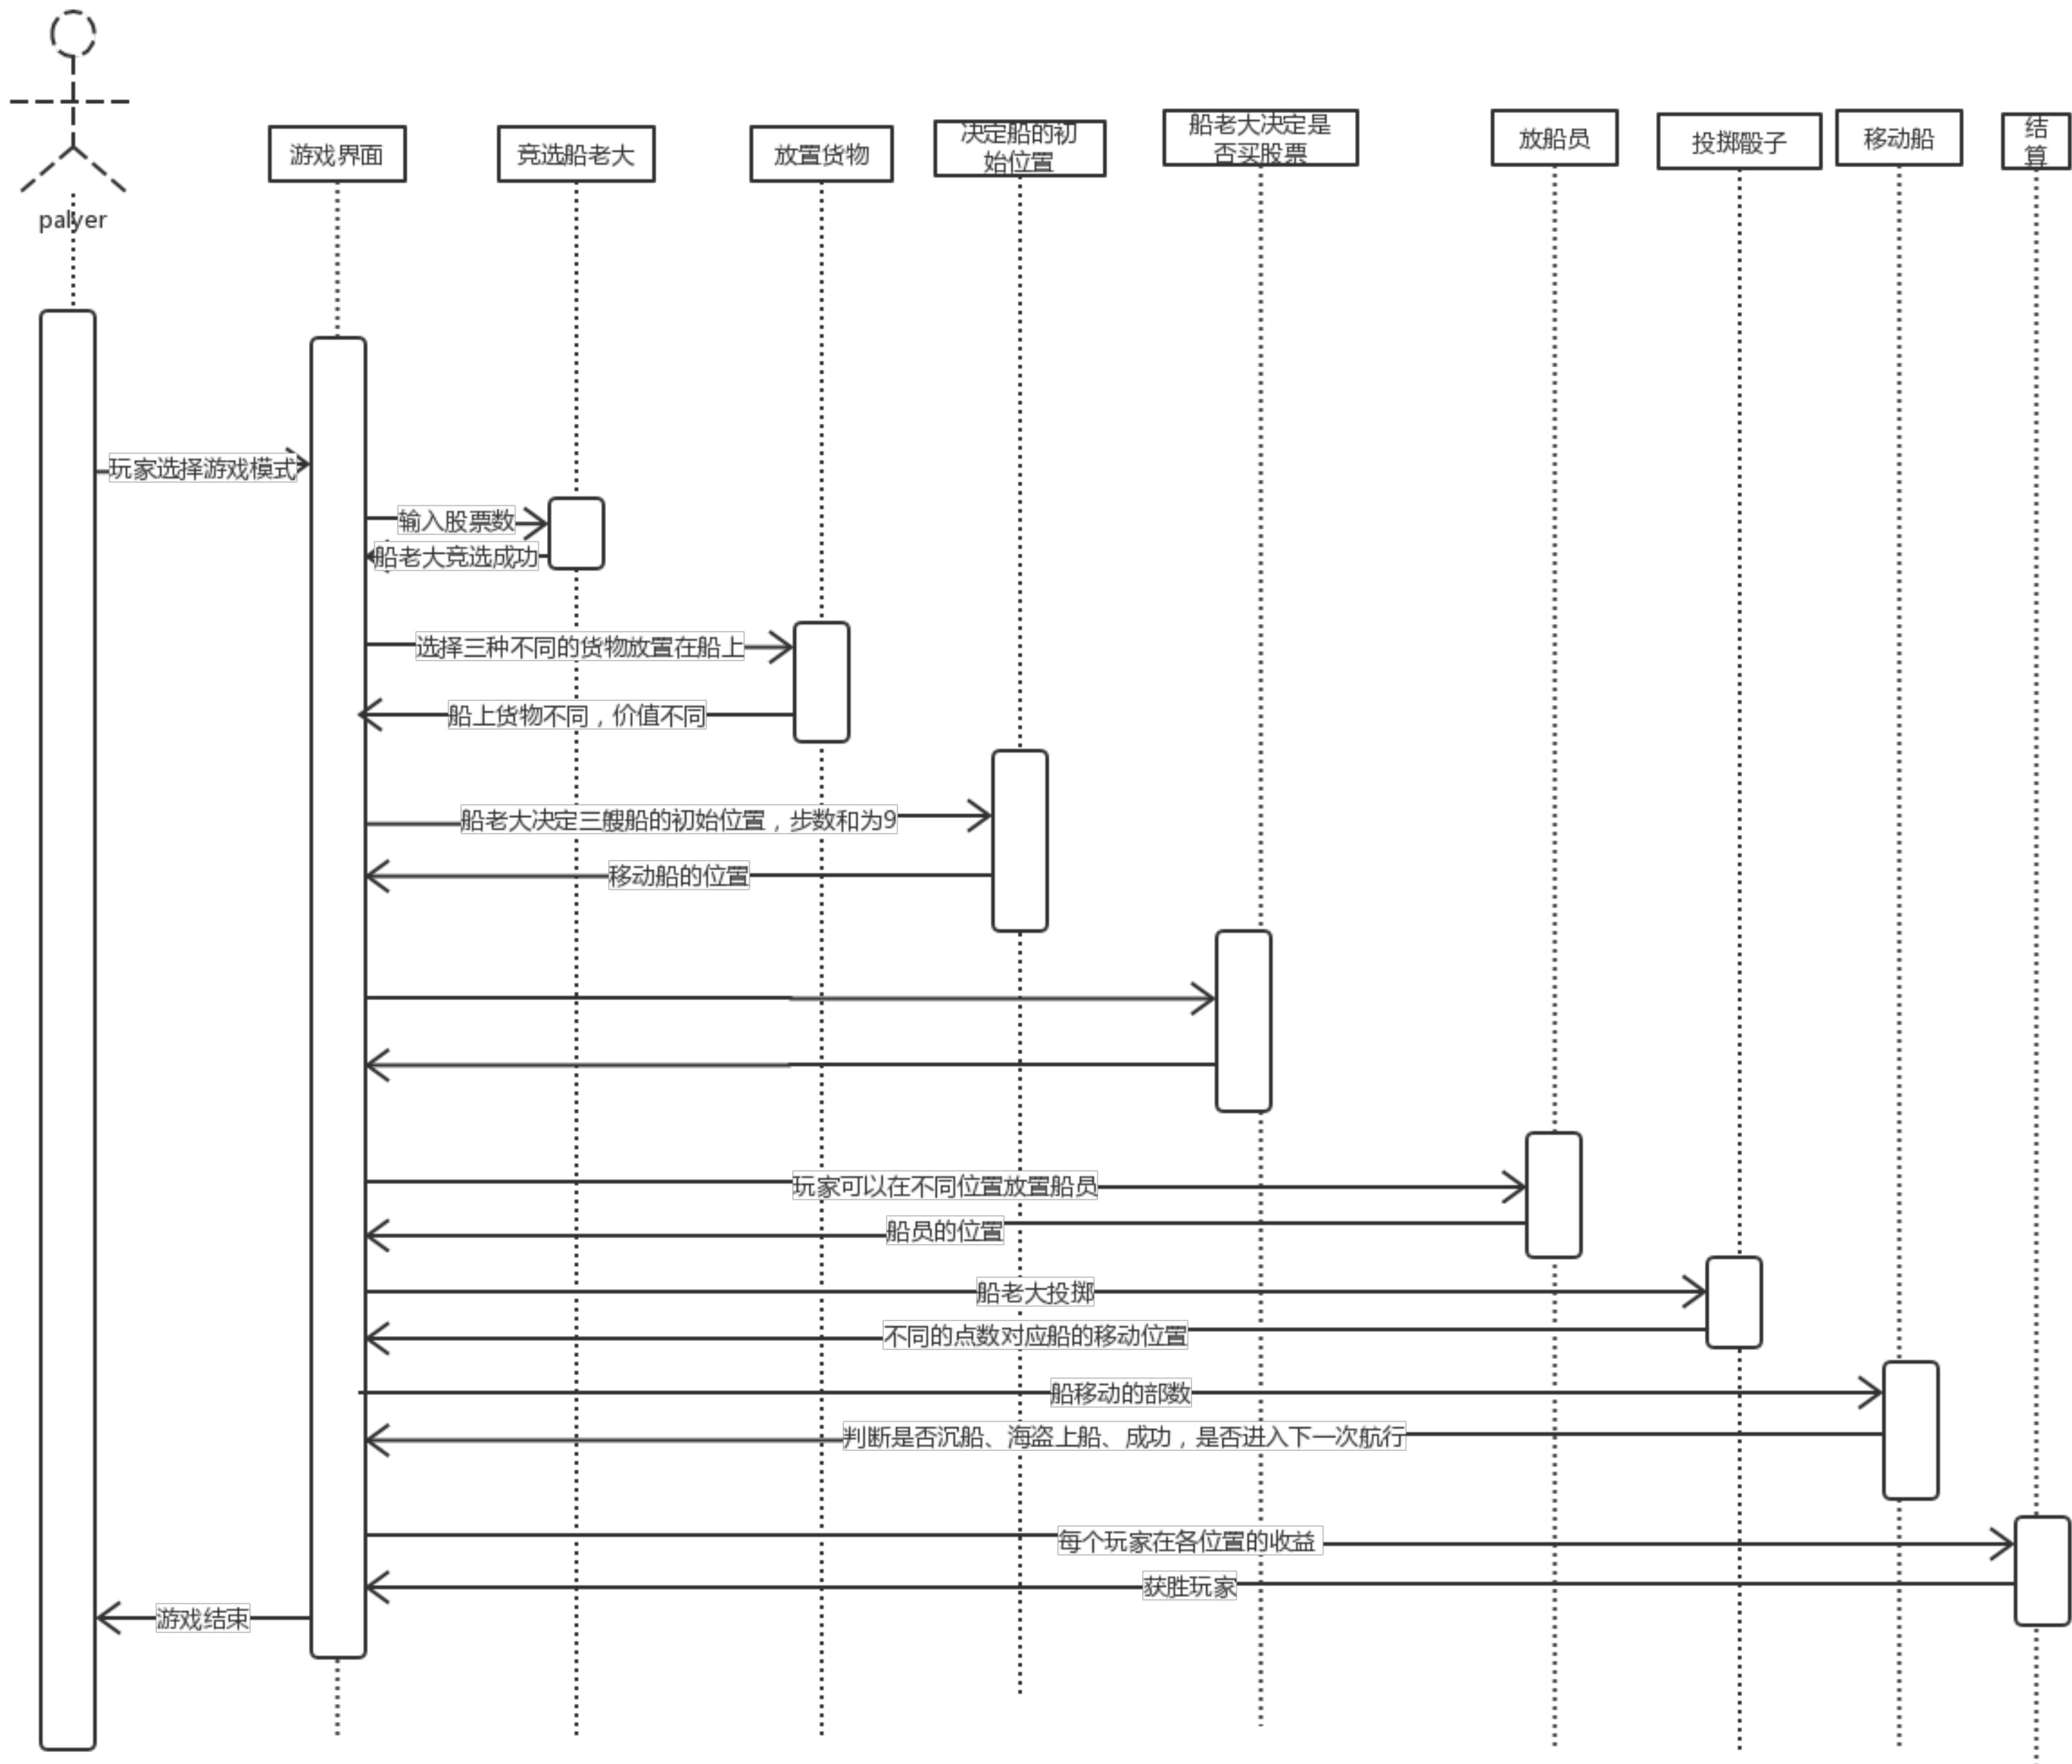 palyer
游戏界面
竞选船老大
放置货物
决定船的初
始位置
船老大决定是
否买股票
放船员
投掷骰子
移动船
结
算
玩家选择游戏模式
输入股票数
船老大竞选成功
选择三种不同的货物放置在船上
船上货物不同，价值不同
船老大决定三艘船的初始位置，步数和为9
移动船的位置
玩家可以在不同位置放置船员
船员的位置
船老大投掷
不同的点数对应船的移动位置
船移动的部数
判断是否沉船、海盗上船、成功，是否进入下一次航行
每个玩家在各位置的收益
获胜玩家
游戏结束